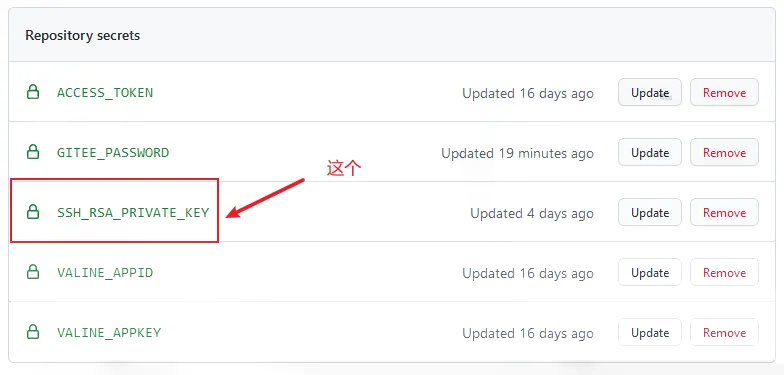 Repository secrets
ACCESS_TOKEN Updated 16 days ago Update Remove
GITEE_PASSWORD Updated 19 minutes ago Update Remove
这个
SSH_RSA_PRIVATE_KEY Updated 4 days ago Update Remove
VALINE_APPID Updated 16 days ago Update Remove
VALINE_APPKEY Updated 16 days ago Update Remove